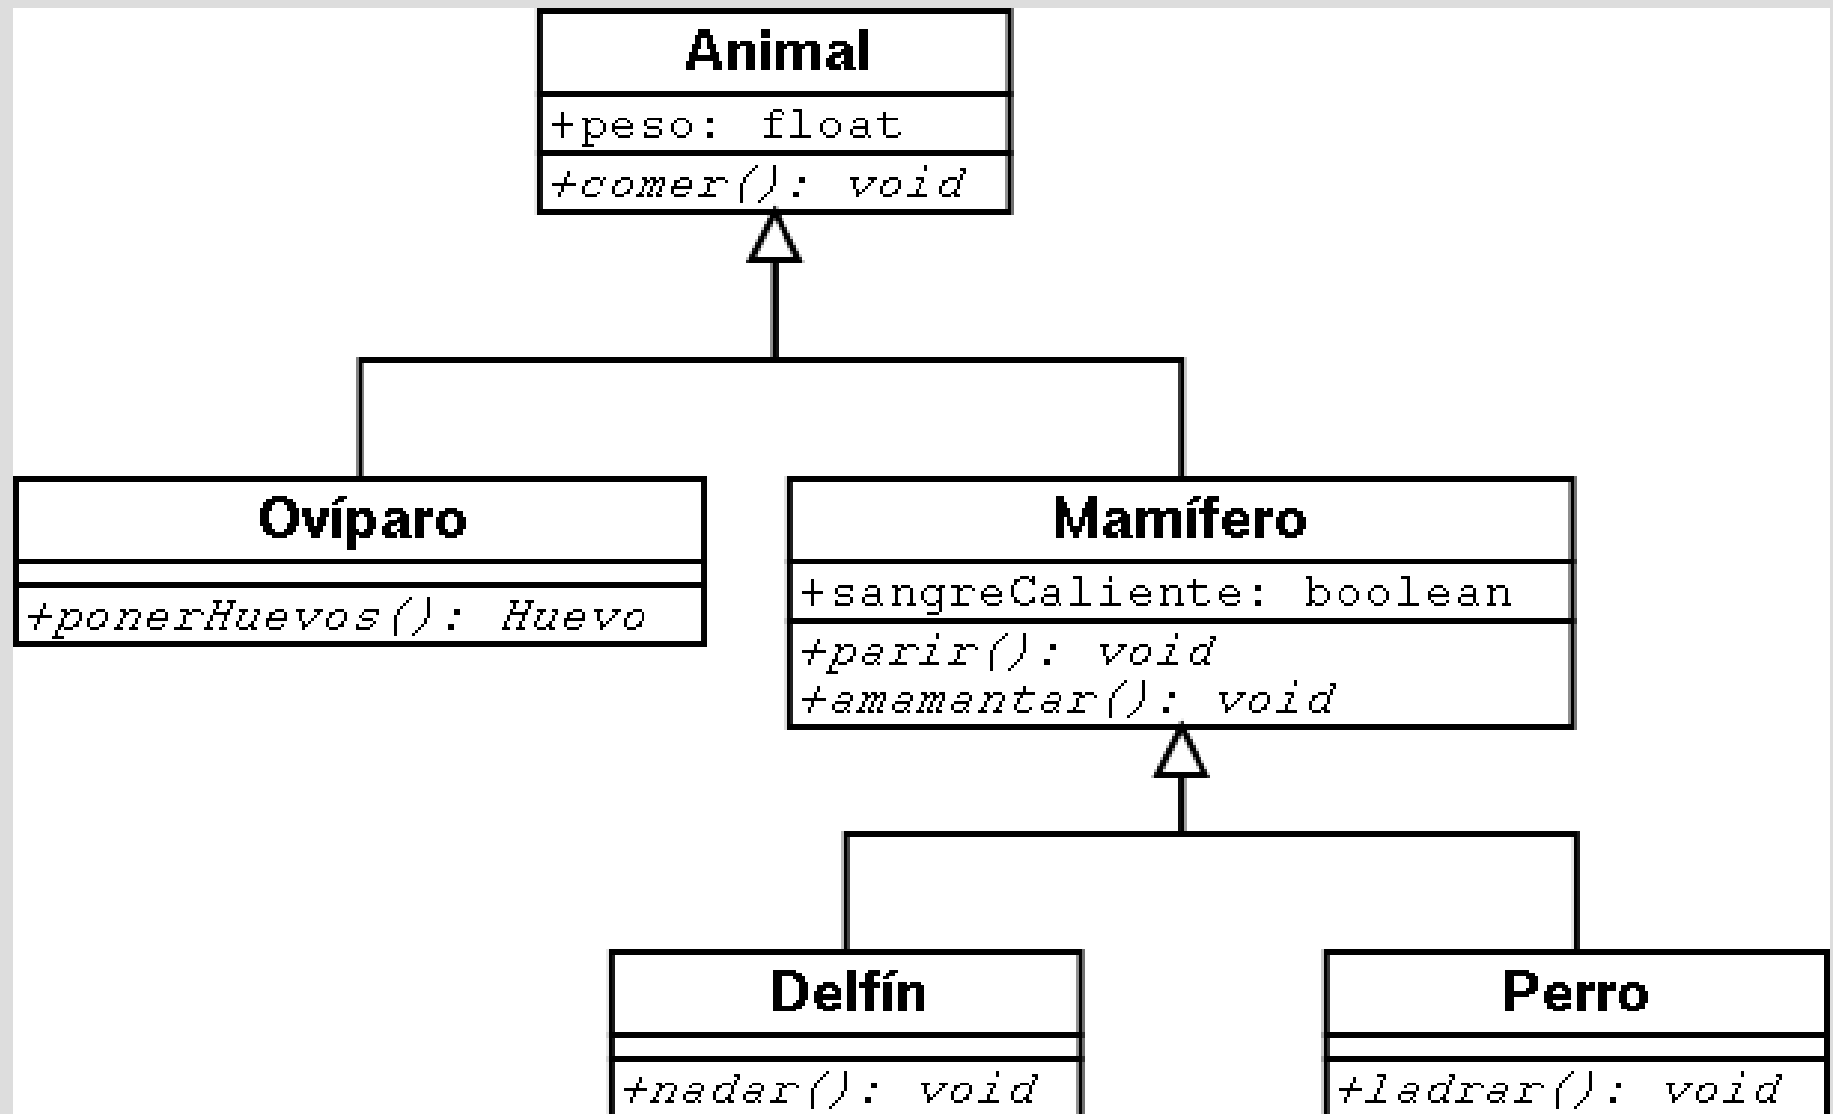 Animal
+peso: float
+comer(): void
Ovíparo
+ponerHuevos(): Huevo
Mamífero
+sangreCaliente: boolean
+parir(): void
+amamantar(): void
Delfín
+nadar(): void
Perro
+ladrar(): void